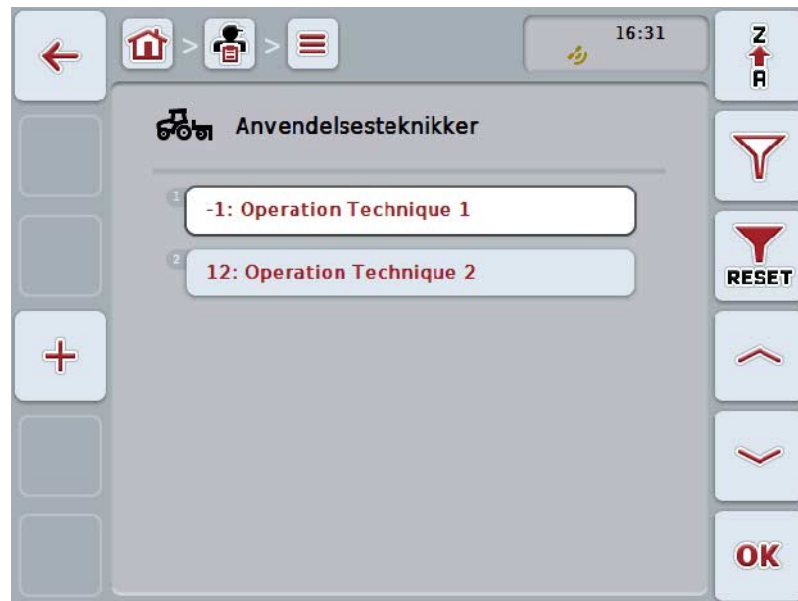 > >
16:31
Z
A
Anvendelsesteknikker
1
-1: Operation Technique 1
2
12: Operation Technique 2
RESET
OK